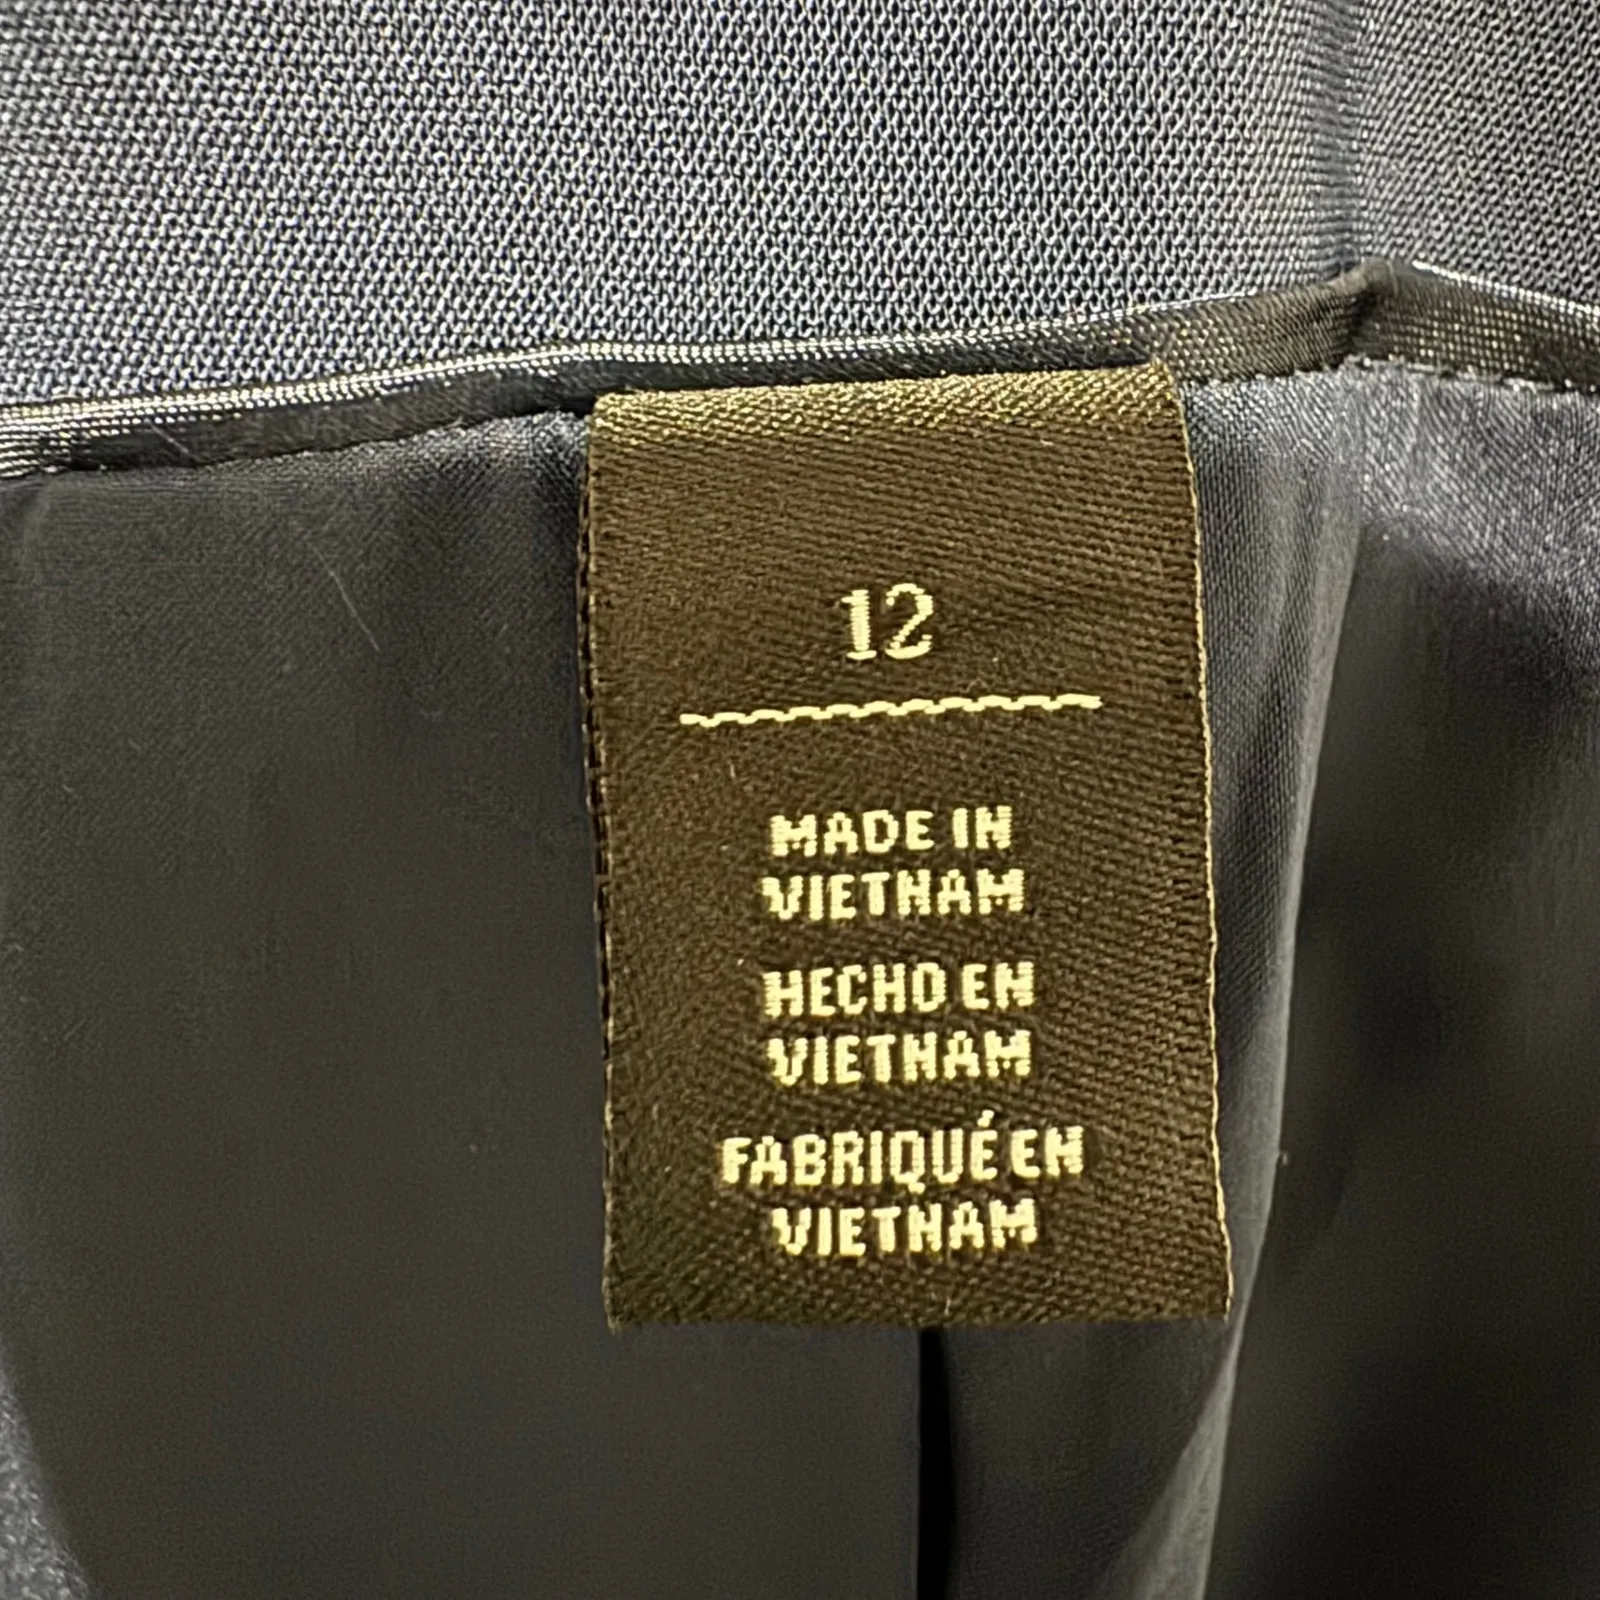 12
MADE IN
VIETNAM
HECHO EN
VIETNAM
FABRIQUÉ EN
VIETNAM